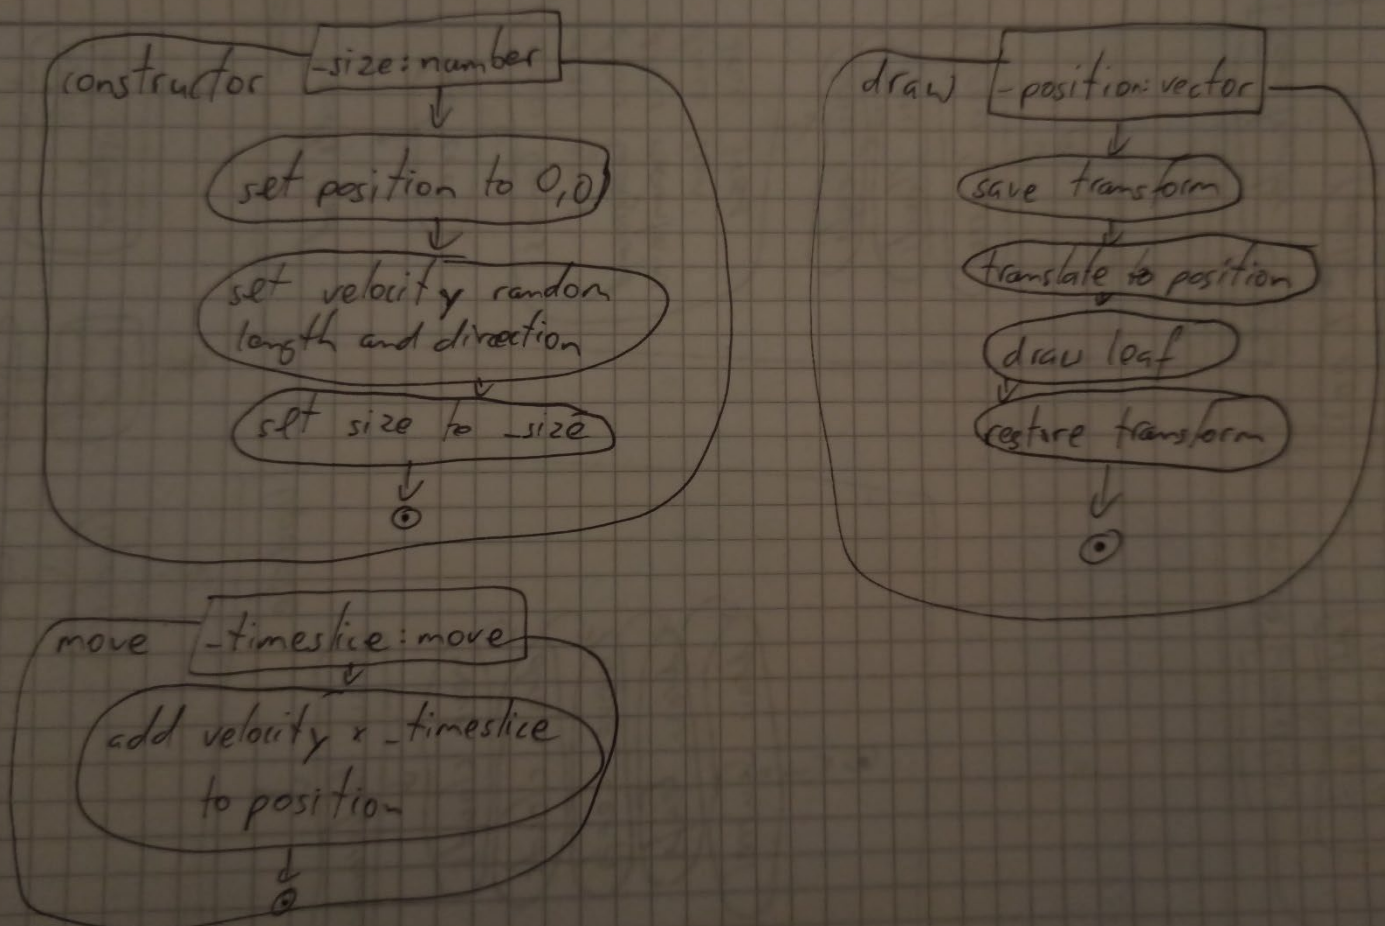 constructor
_size:number
set position to 0,0
set velocity random
length and direction
set size to _size
draw
_position:vector
save transform
translate to position
draw leaf
restore transform
move
_timeslice:move
add velocity x _timeslice
to position